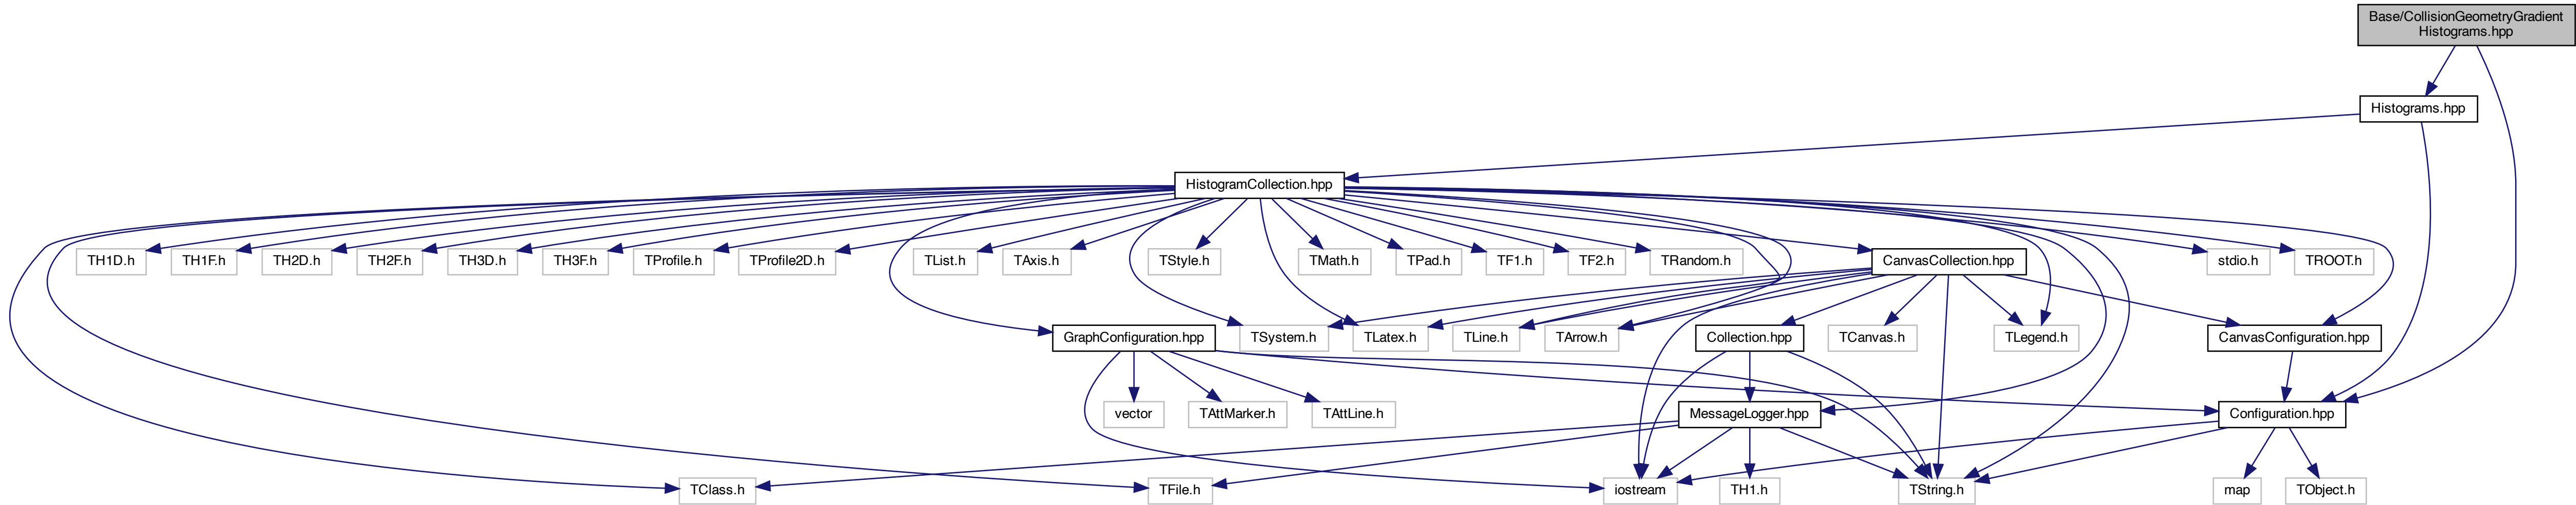 Base/CollisionGeometryGradient
Histograms.hpp
Histograms.hpp
HistogramCollection.hpp
TH1D.h
TH1F.h
TH2D.h
TH2F.h
TH3D.h
TH3F.h
TProfile.h
TProfile2D.h
TList.h
TAxis.h
TStyle.h
TMath.h
TPad.h
TF1.h
TF2.h
TRandom.h
CanvasCollection.hpp
stdio.h
TROOT.h
GraphConfiguration.hpp
TSystem.h
TLatex.h
TLine.h
TArrow.h
Collection.hpp
TCanvas.h
TLegend.h
CanvasConfiguration.hpp
vector
TAttMarker.h
TAttLine.h
MessageLogger.hpp
Configuration.hpp
TClass.h
TFile.h
iostream
TH1.h
TString.h
map
TObject.h